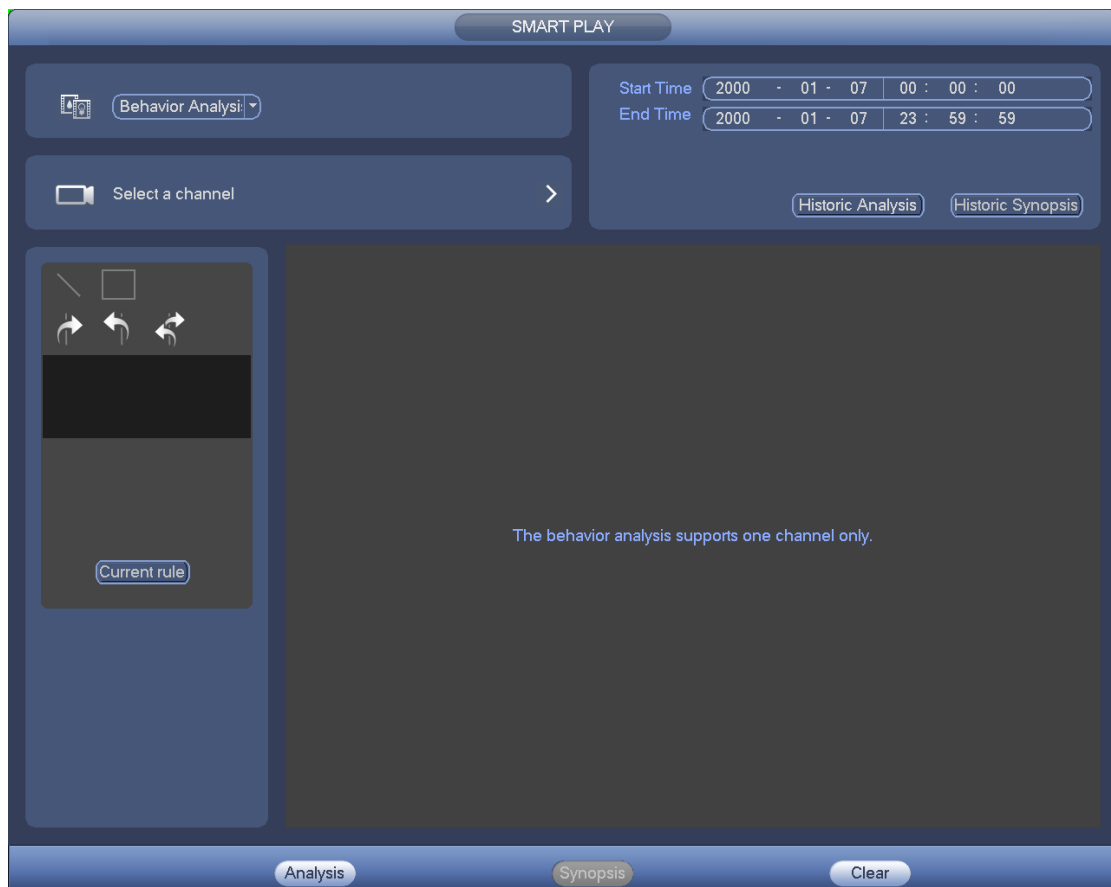 SMART PLAY
Behavior Analysi
Start Time 2000 - 01 - 07 00 : 00 : 00
End Time 2000 - 01 - 07 23 : 59 : 59
Select a channel
Historic Analysis Historic Synopsis
The behavior analysis supports one channel only.
Current rule
Analysis Synopsis Clear